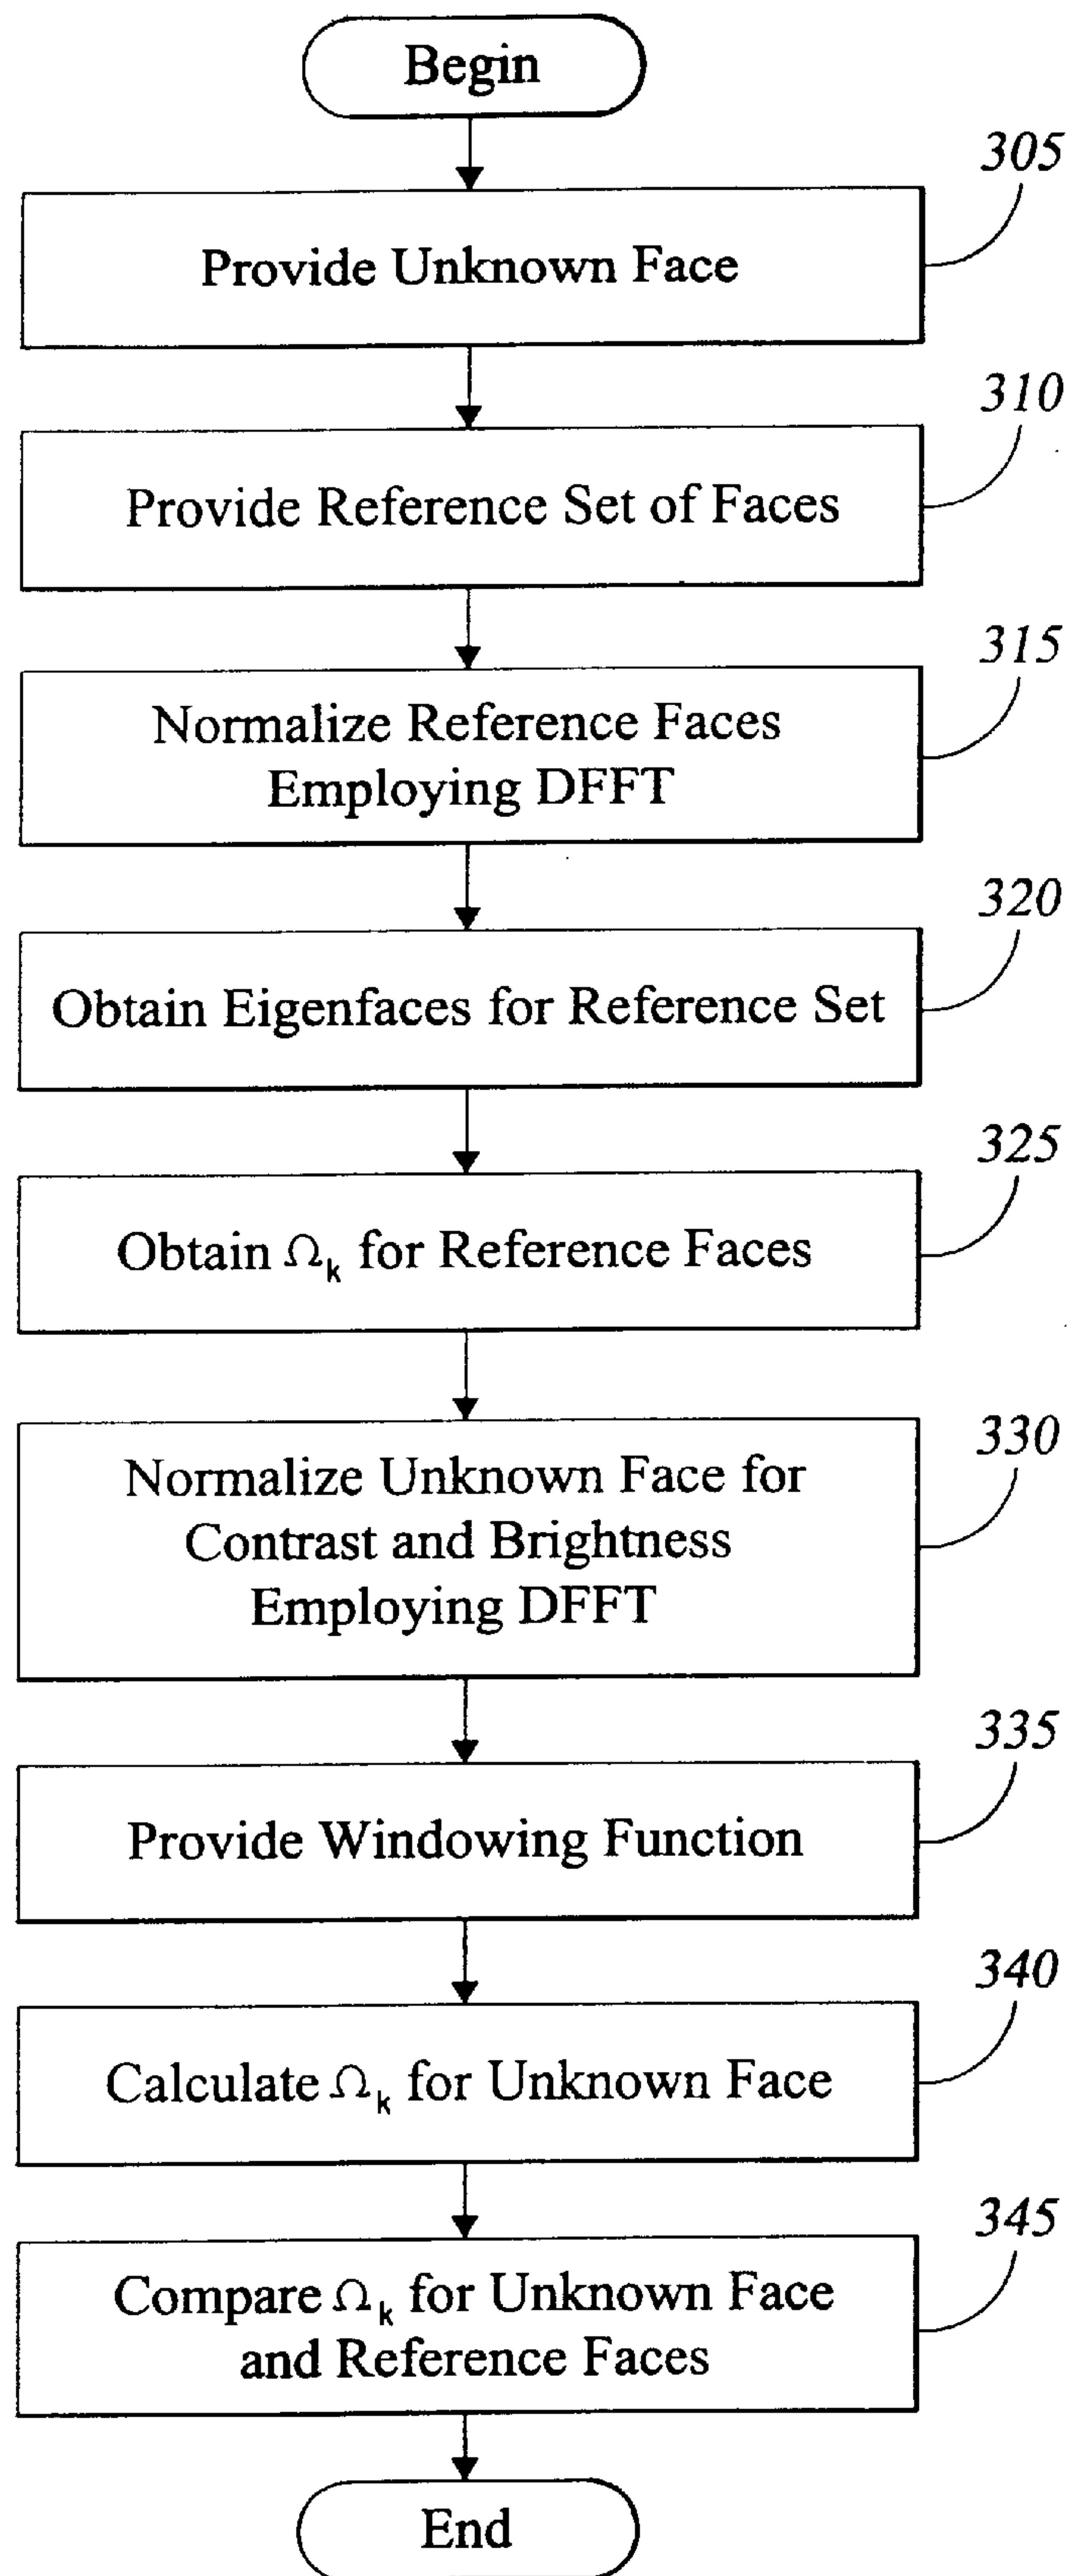 Begin
305
Provide Unknown Face
310
Provide Reference Set of Faces
315
Normalize Reference Faces
Employing DFFT
320
Obtain Eigenfaces for Reference Set
325
Obtain Ωk for Reference Faces
330
Normalize Unknown Face for
Contrast and Brightness
Employing DFFT
335
Provide Windowing Function
340
Calculate Ωk for Unknown Face
345
Compare Ωk for Unknown Face
and Reference Faces
End